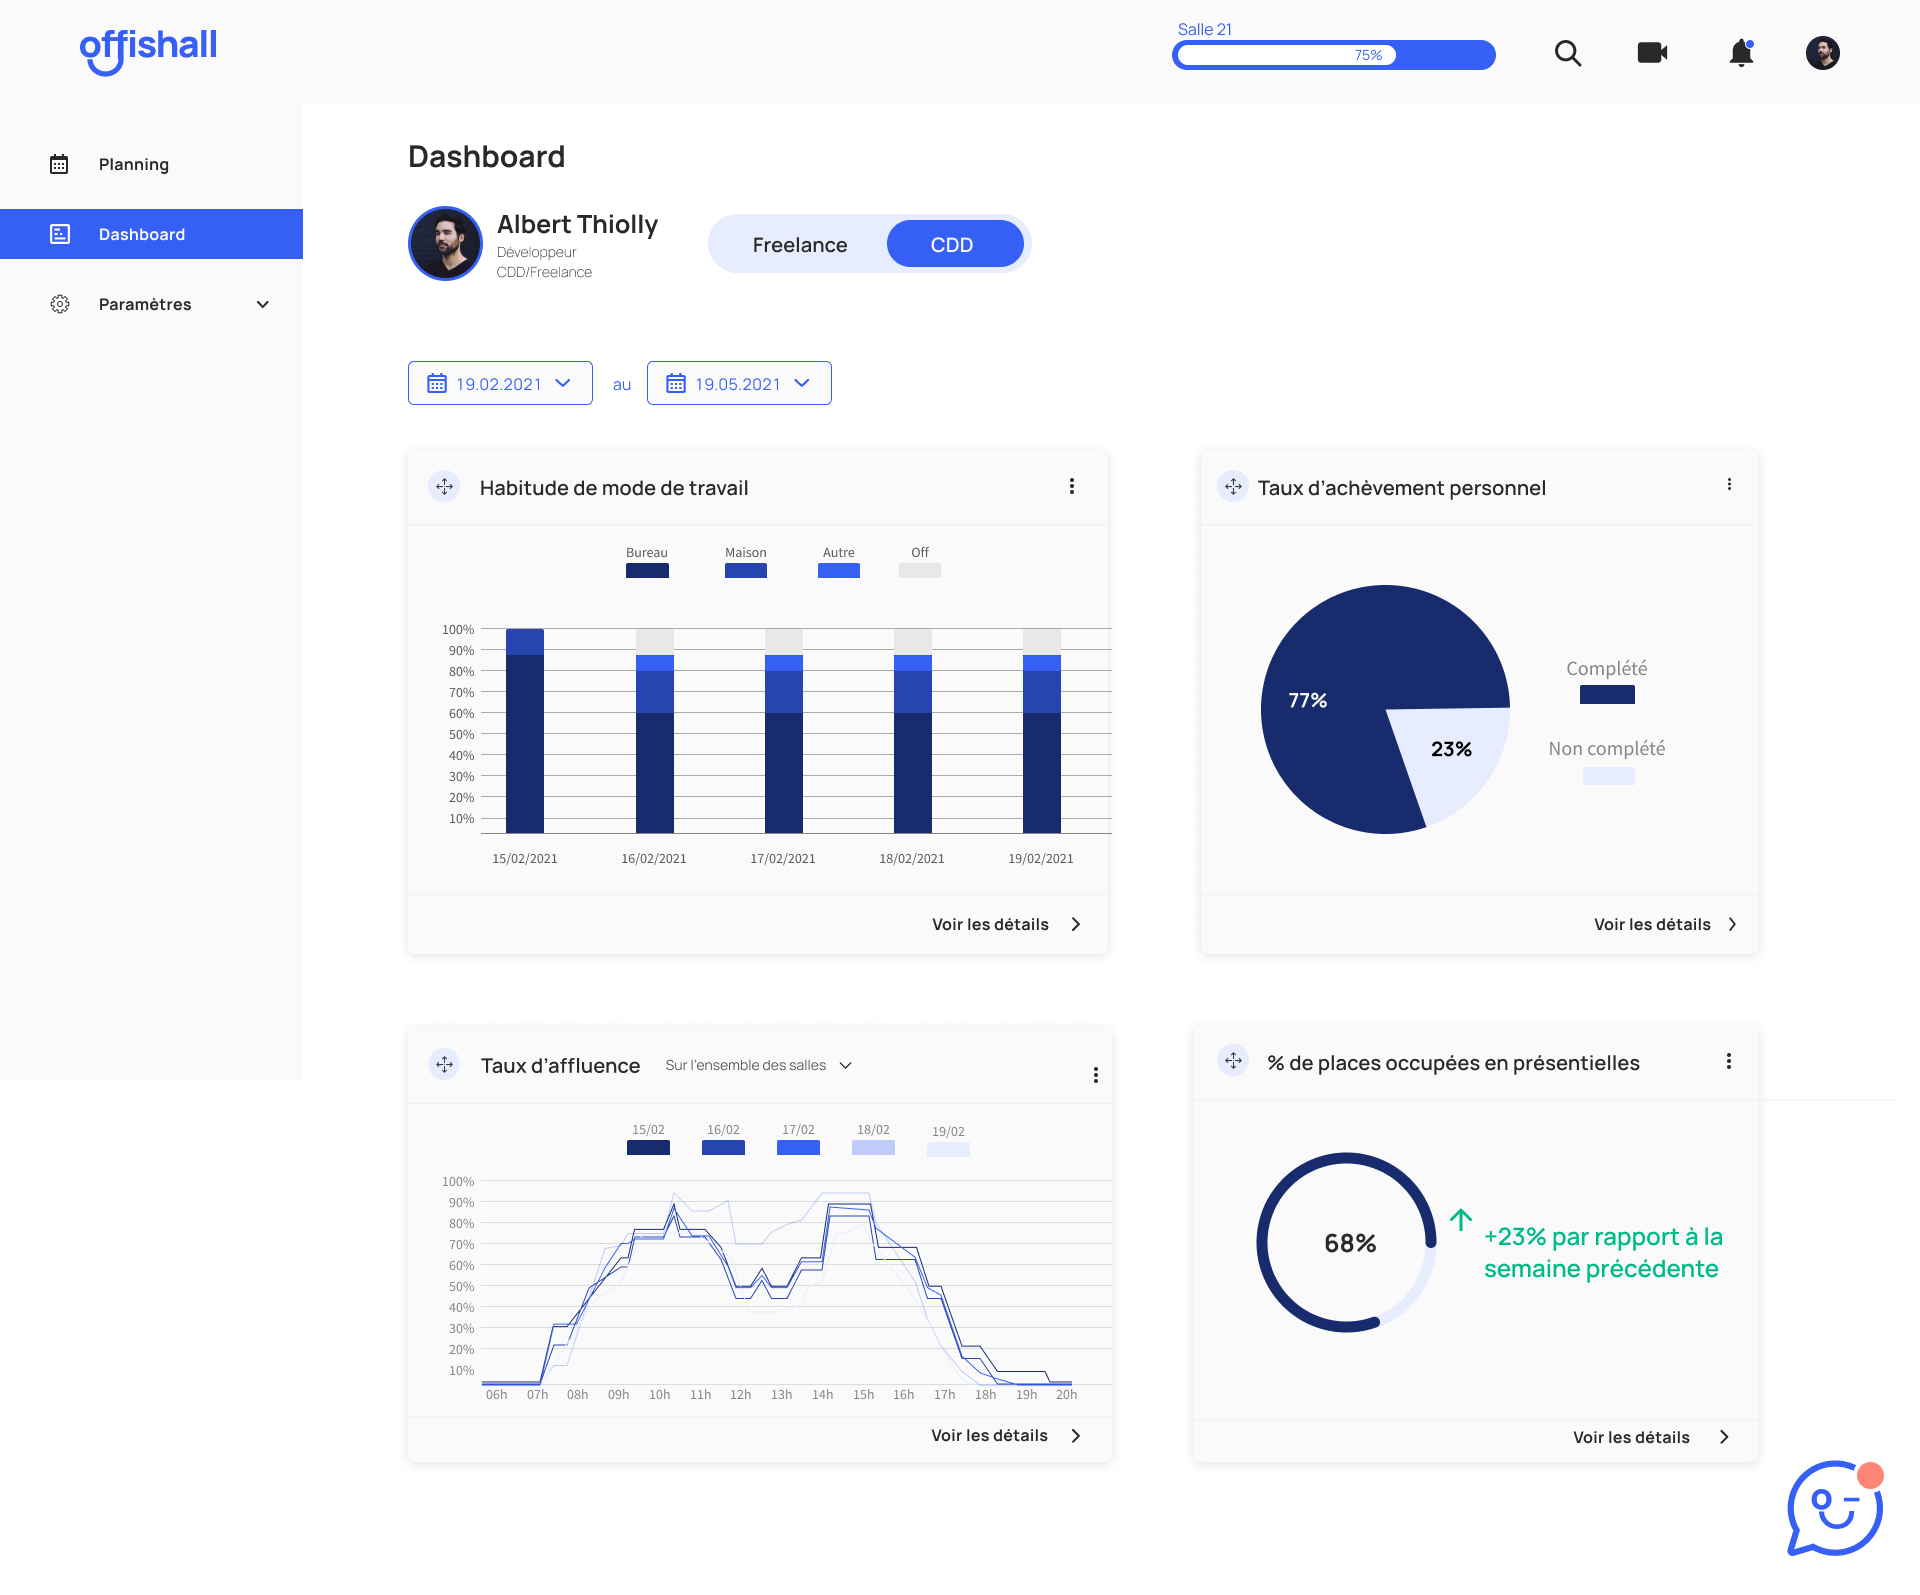 offishall
Salle 21
75%
Planning
Dashboard
Paramètres
Dashboard
Albert Thiolly
Développeur
CDD/Freelance
Freelance
CDD
19.02.2021
au
19.05.2021
Habitude de mode de travail
Bureau
Maison
Autre
Off
100%
90%
80%
70%
60%
50%
40%
30%
20%
10%
15/02/2021
16/02/2021
17/02/2021
18/02/2021
19/02/2021
Voir les détails
Taux d’achèvement personnel
77%
23%
Complété
Non complété
Voir les détails
Taux d’affluence
Sur l’ensemble des salles
15/02
16/02
17/02
18/02
19/02
100%
90%
80%
70%
60%
50%
40%
30%
20%
10%
06h
07h
08h
09h
10h
11h
12h
13h
14h
15h
16h
17h
18h
19h
20h
Voir les détails
% de places occupées en présentielles
68%
+23% par rapport à la
semaine précédente
Voir les détails